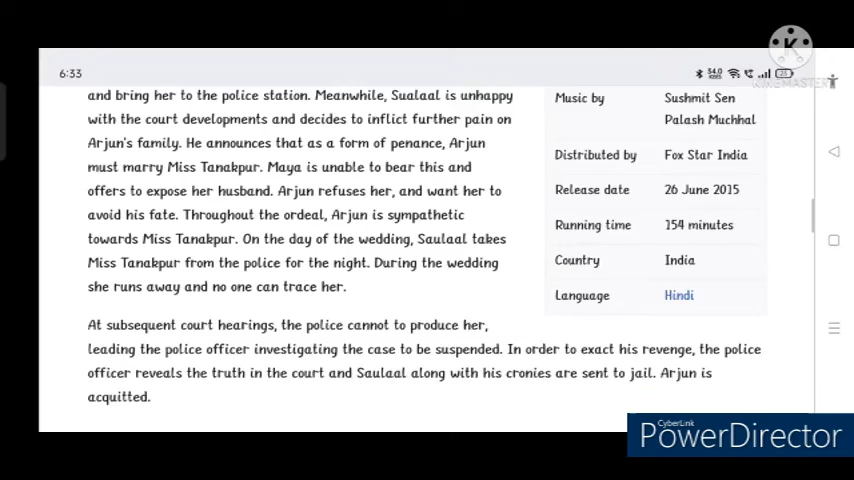 6:33
54.0
KB/S
28
K
KINEMASTER
and bring her to the police station. Meanwhile, Sualaal is unhappy
with the court developments and decides to inflict further pain on
Arjun's family. He announces that as a form of penance, Arjun
must marry Miss Tanakpur. Maya is unable to bear this and
offers to expose her husband. Arjun refuses her, and want her to
avoid his fate. Throughout the ordeal, Arjun is sympathetic
towards Miss Tanakpur. On the day of the wedding, Saulaal takes
Miss Tanakpur from the police for the night. During the wedding
she runs away and no one can trace her.
Music by Sushmit Sen
Palash Muchhal
Distributed by Fox Star India
Release date 26 June 2015
Running time 154 minutes
Country India
Language Hindi
At subsequent court hearings, the police cannot to produce her,
leading the police officer investigating the case to be suspended. In order to exact his revenge, the police
officer reveals the truth in the court and Saulaal along with his cronies are sent to jail. Arjun is
acquitted.
CyberLink
PowerDirector